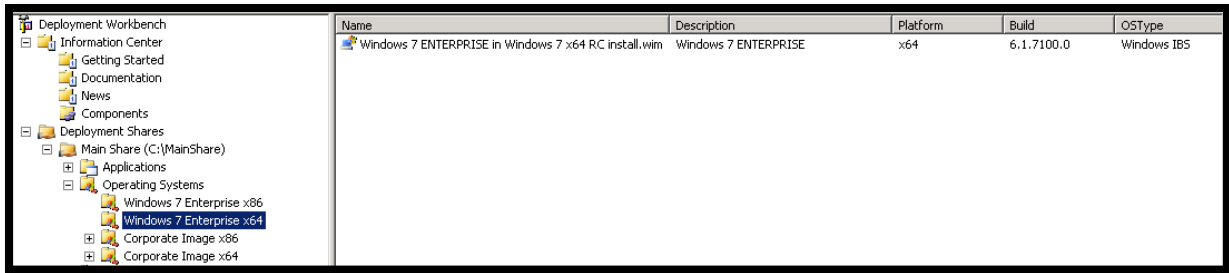 Deployment Workbench
Information Center
Getting Started
Documentation
News
Components
Deployment Shares
Main Share (C:\MainShare)
Applications
Operating Systems
Windows 7 Enterprise x86
Windows 7 Enterprise x64
Corporate Image x86
Corporate Image x64
Name Description Platform Build OSType
Windows 7 ENTERPRISE in Windows 7 x64 RC install.wim Windows 7 ENTERPRISE x64 6.1.7100.0 Windows IBS